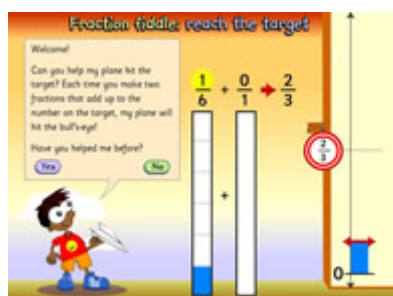 Fraction fiddle: reach the target
Welcome!
Can you help my plane hit the
target? Each time you make two
fractions that add up to the
number on the target, my plane will
hit the bull's-eye!
Have you helped me before?
Yes No
1/6 + 0/1 → 2/3
+
2/3
0